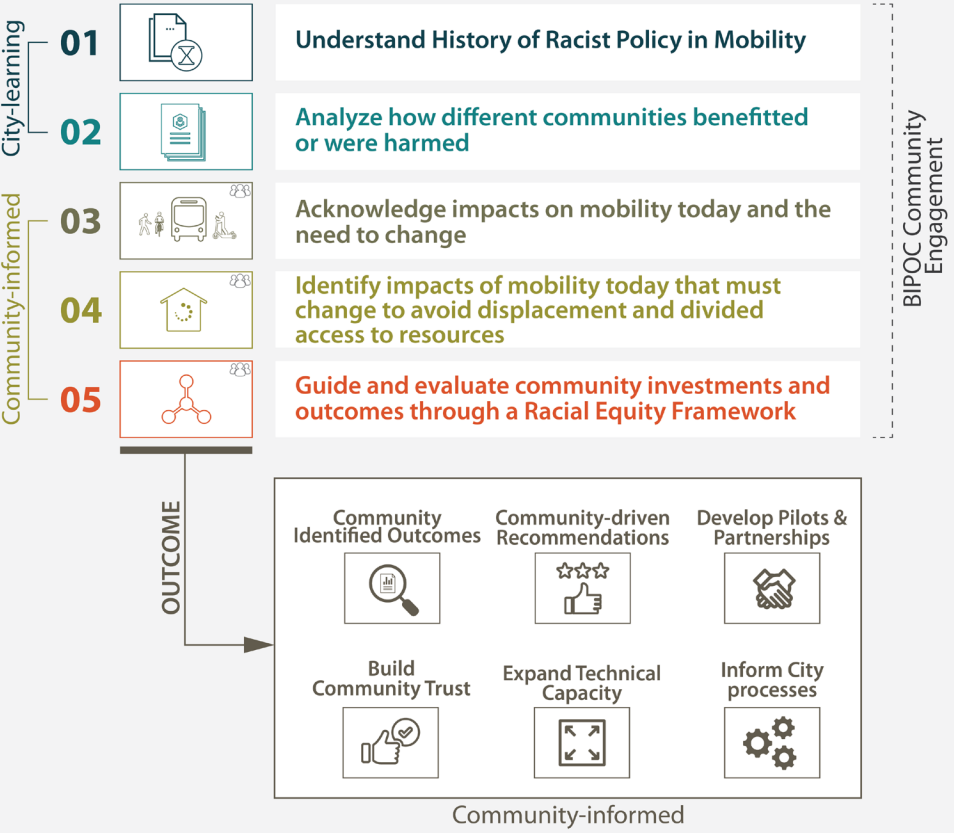 City-learning
01
Understand History of Racist Policy in Mobility
02
Analyze how different communities benefitted
or were harmed
Community-informed
03
Acknowledge impacts on mobility today and the
need to change
04
Identify impacts of mobility today that must
change to avoid displacement and divided
access to resources
05
Guide and evaluate community investments and
outcomes through a Racial Equity Framework
BIPOC Community
Engagement
OUTCOME
Community
Identified Outcomes
Community-driven
Recommendations
Develop Pilots &
Partnerships
Build
Community Trust
Expand Technical
Capacity
Inform City
processes
Community-informed